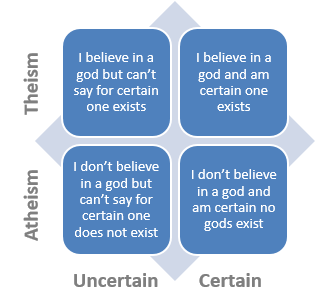 Theism
I believe in a
god but can't
say for certain
one exists
I believe in a
god and am
certain one
exists
Atheism
I don't believe
in a god but
can't say for
certain one
does not exist
I don't believe
in a god and
am certain no
gods exist
Uncertain
Certain